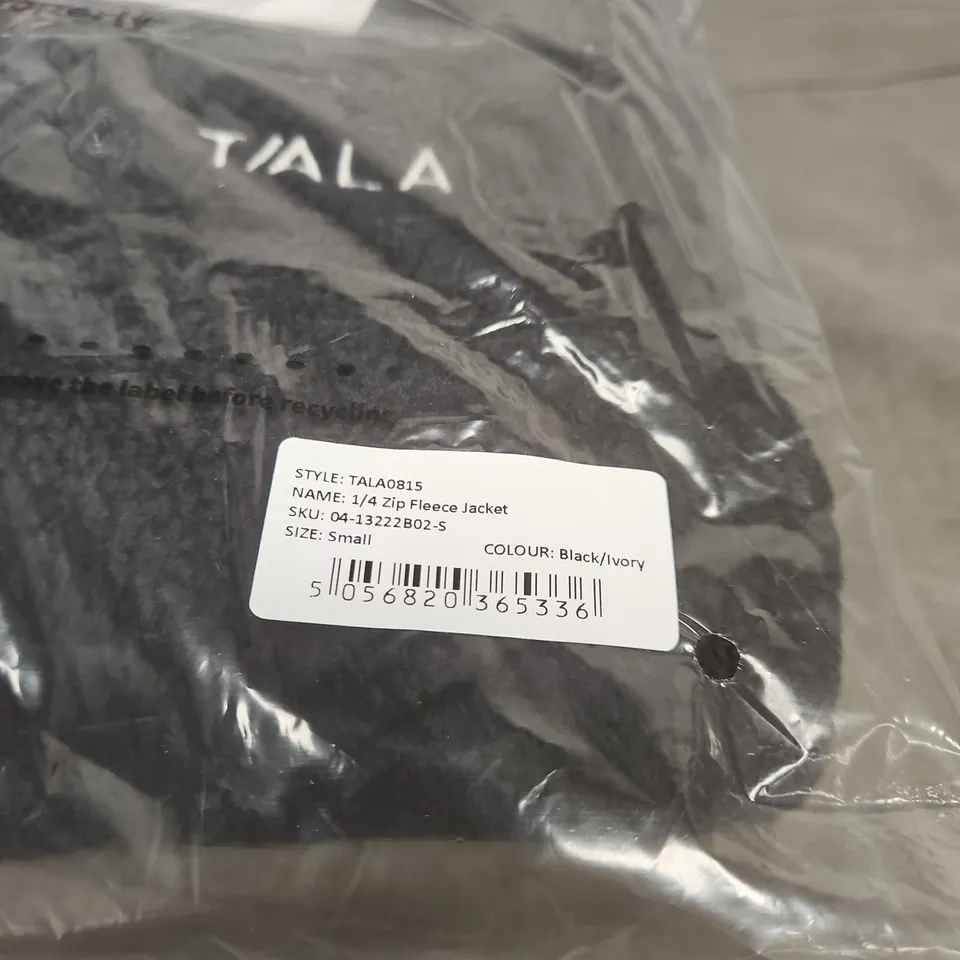 T/ALA
the label before recycling
STYLE: TALA0815
NAME: 1/4 Zip Fleece Jacket
SKU: 04-13222B02-S
SIZE: Small
COLOUR: Black/Ivory
5 056820 365336